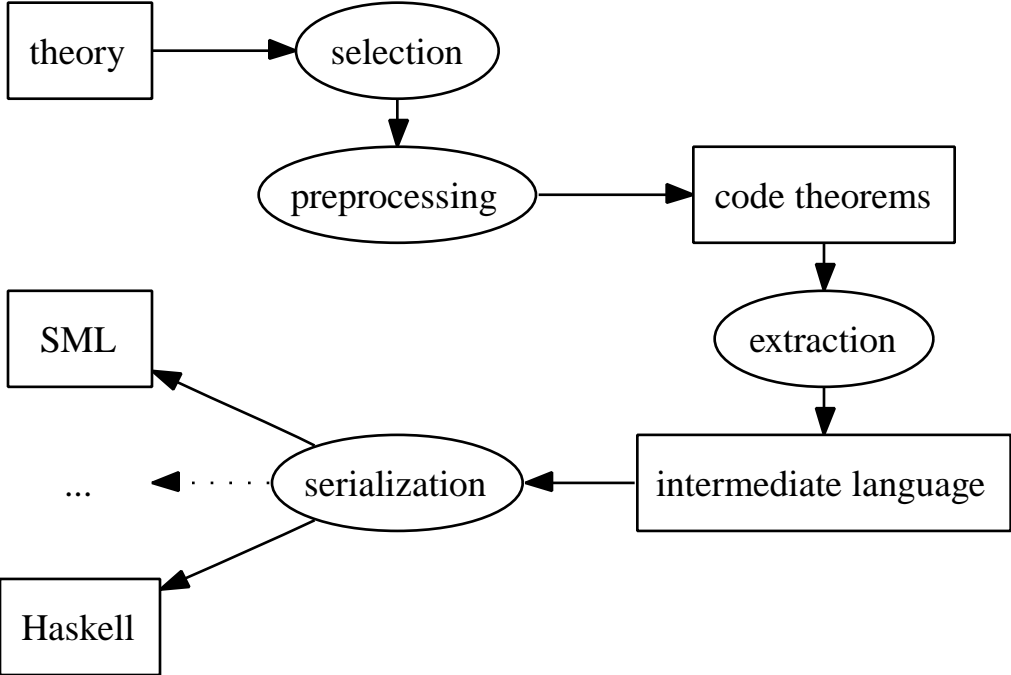 theory
selection
preprocessing
code theorems
SML
extraction
...
serialization
intermediate language
Haskell